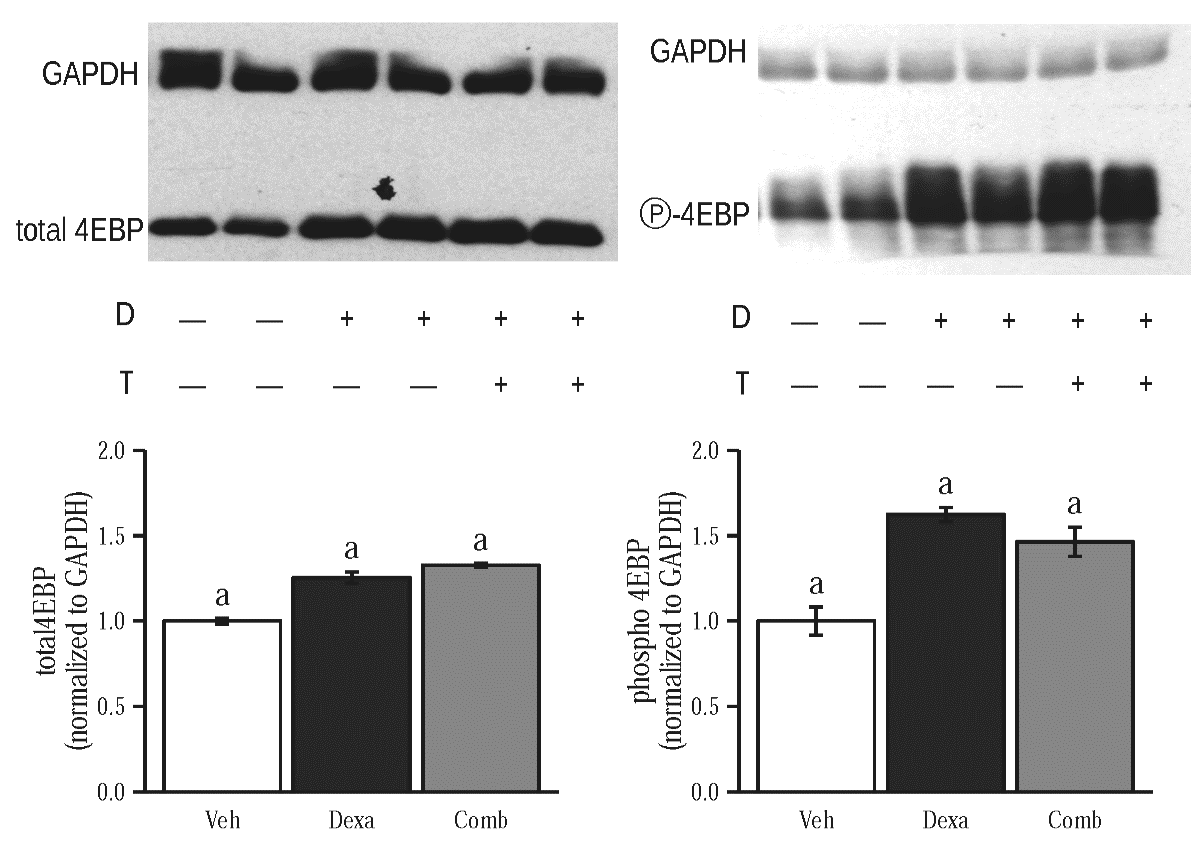 GAPDH
total 4EBP
D — — + + + +
T — — — — + +
GAPDH
Ⓟ-4EBP
D — — + + + +
T — — — — + +
total4EBP
(normalized to GAPDH)
2.0
1.5
1.0
0.5
0.0
a
a
a
Veh Dexa Comb
phospho 4EBP
(normalized to GAPDH)
2.0
1.5
1.0
0.5
0.0
a
a
a
Veh Dexa Comb